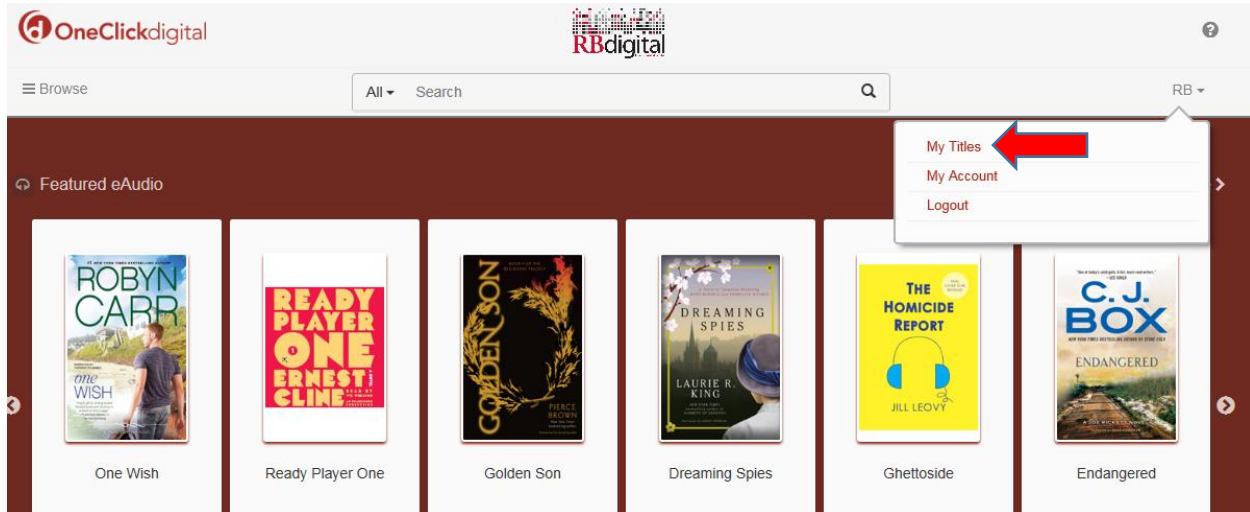 OneClickdigital
RBdigital
Browse
All
Search
RB
My Titles
My Account
Logout
Featured eAudio
ROBYN
CARR
one
WISH
READY
PLAYER
ONE
ERNEST
CLINE
GOLDEN SON
PIERCE
BROWN
DREAMING
SPIES
LAURIE R.
KING
THE
HOMICIDE
REPORT
JILL LEOVY
C. J.
BOX
ENDANGERED
One Wish
Ready Player One
Golden Son
Dreaming Spies
Ghettoside
Endangered